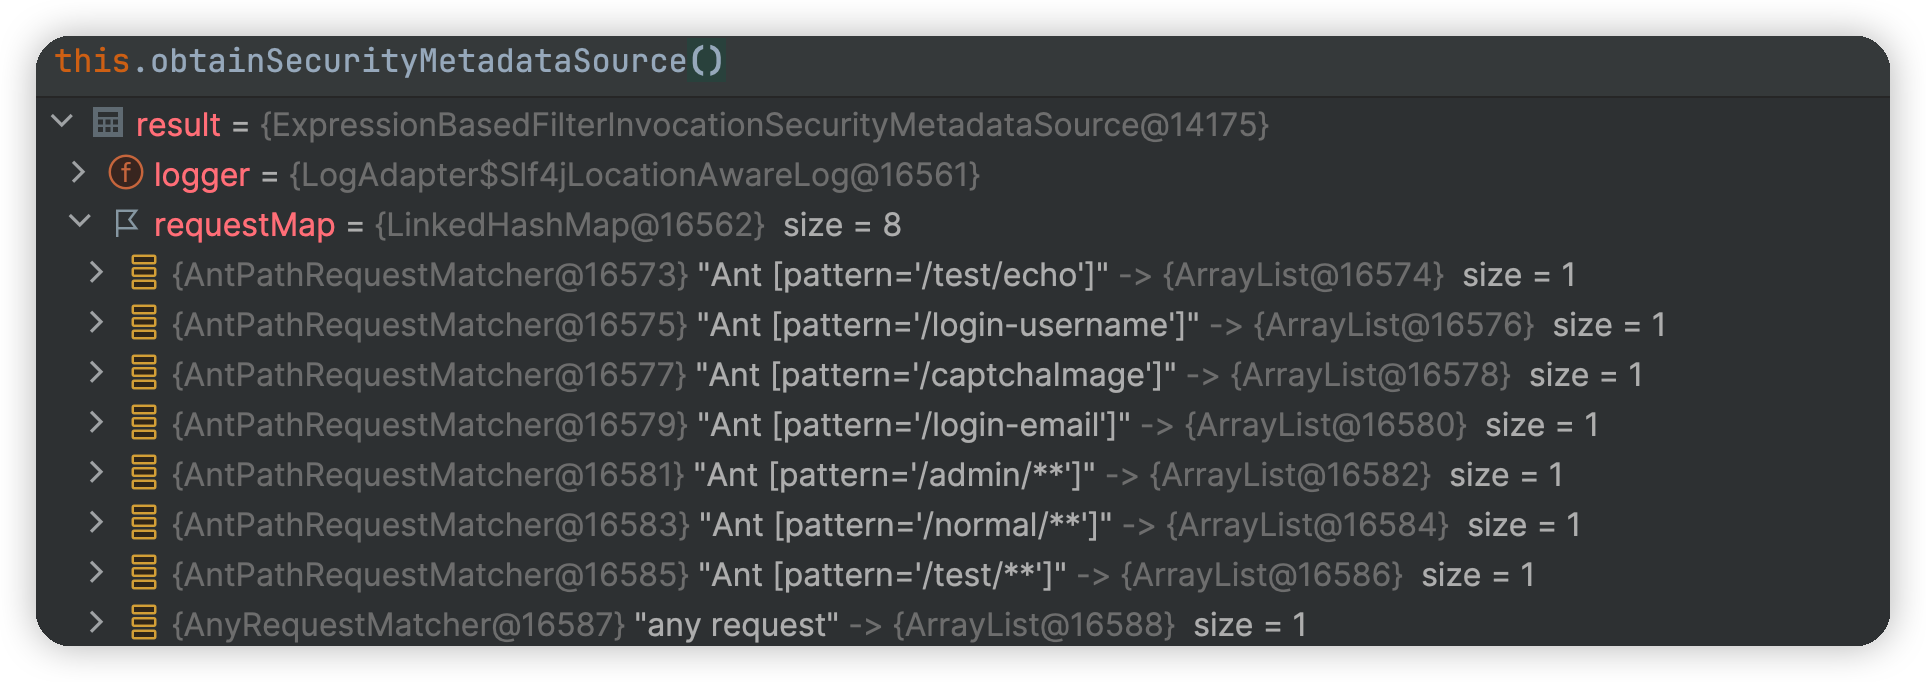 this.obtainSecurityMetadataSource()
result = {ExpressionBasedFilterInvocationSecurityMetadataSource@14175}
f logger = {LogAdapter$Slf4jLocationAwareLog@16561}
requestMap = {LinkedHashMap@16562} size = 8
{AntPathRequestMatcher@16573} "Ant [pattern='/test/echo']" -> {ArrayList@16574} size = 1
{AntPathRequestMatcher@16575} "Ant [pattern='/login-username']" -> {ArrayList@16576} size = 1
{AntPathRequestMatcher@16577} "Ant [pattern='/captchaImage']" -> {ArrayList@16578} size = 1
{AntPathRequestMatcher@16579} "Ant [pattern='/login-email']" -> {ArrayList@16580} size = 1
{AntPathRequestMatcher@16581} "Ant [pattern='/admin/**']" -> {ArrayList@16582} size = 1
{AntPathRequestMatcher@16583} "Ant [pattern='/normal/**']" -> {ArrayList@16584} size = 1
{AntPathRequestMatcher@16585} "Ant [pattern='/test/**']" -> {ArrayList@16586} size = 1
{AnyRequestMatcher@16587} "any request" -> {ArrayList@16588} size = 1